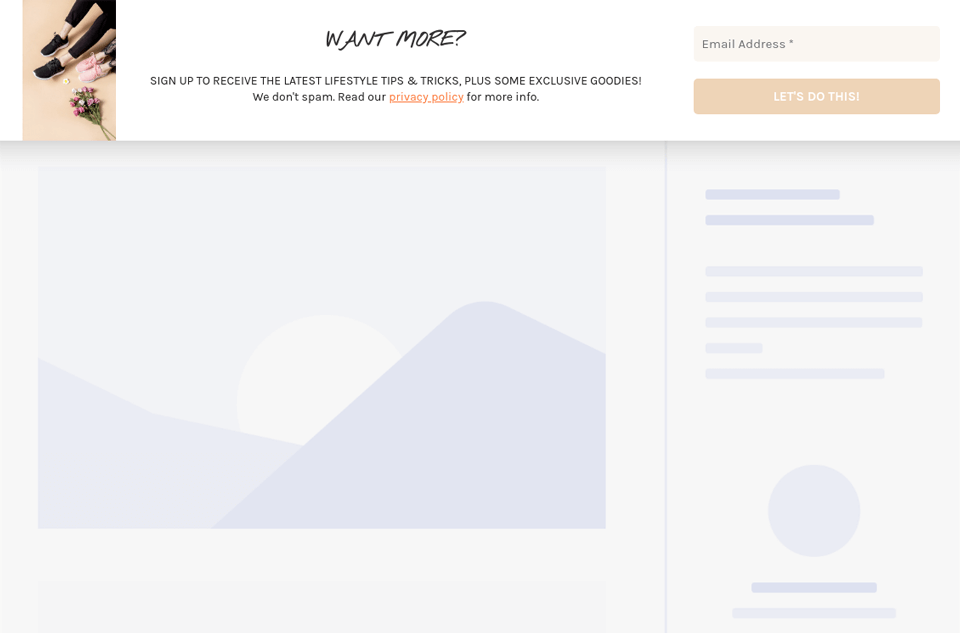 WANT MORE?
SIGN UP TO RECEIVE THE LATEST LIFESTYLE TIPS & TRICKS, PLUS SOME EXCLUSIVE GOODIES!
We don't spam. Read our privacy policy for more info.
Email Address *
LET'S DO THIS!